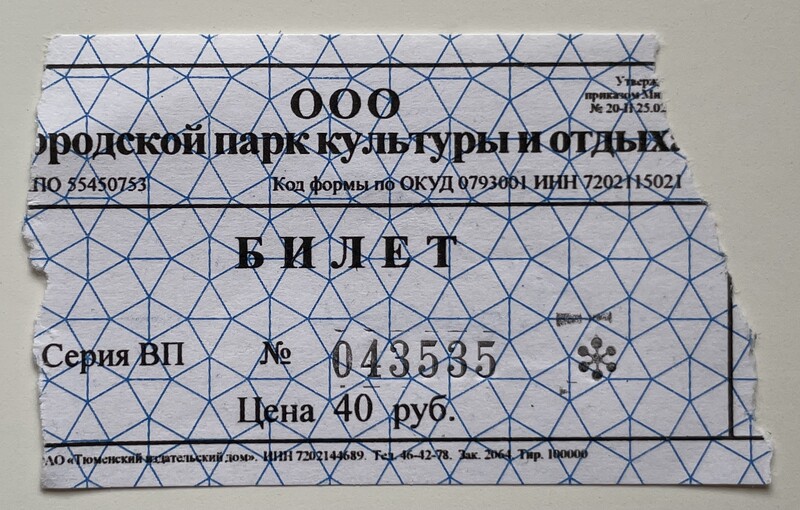 Утверж
приказом Ми
№ 20-П 25.0
ООО
ородской парк культуры и отдых
ПО 55450753 Код формы по ОКУД 0793001 ИНН 7202115021
БИЛЕТ
Серия ВП № 043535
Цена 40 руб.
АО «Тюменский издательский дом». ИНН 7202144689. Тел. 46-42-78. Зак. 2064. Тир. 100000